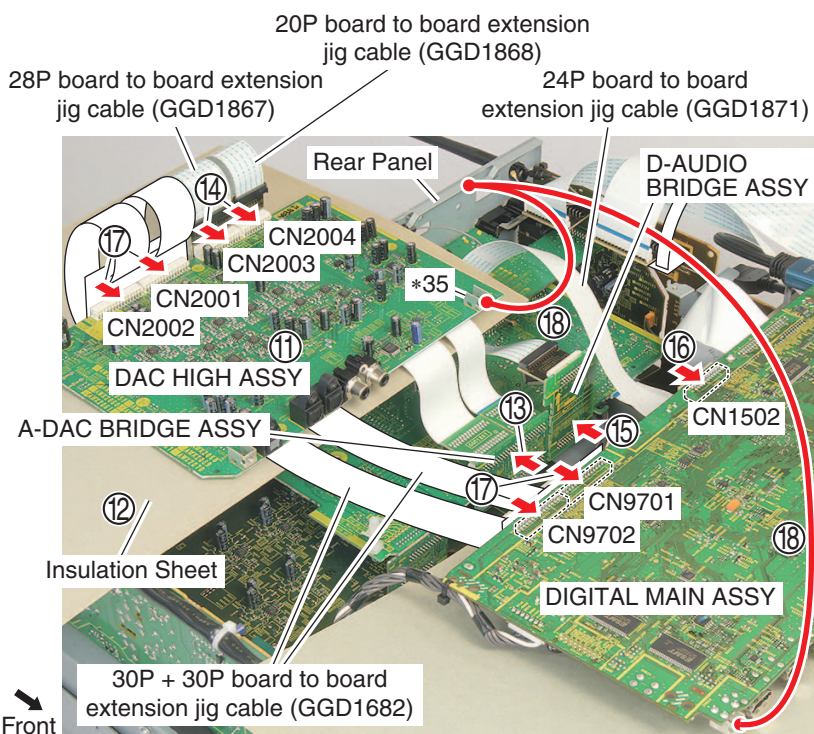 20P board to board extension
jig cable (GGD1868)
28P board to board extension
jig cable (GGD1867)
24P board to board
extension jig cable (GGD1871)
Rear Panel
D-AUDIO
BRIDGE ASSY
⑭
CN2004
CN2003
⑰
CN2001
CN2002
*35
⑱
⑪
DAC HIGH ASSY
⑯
CN1502
A-DAC BRIDGE ASSY
⑬
⑮
⑰
CN9701
CN9702
⑫
Insulation Sheet
⑱
DIGITAL MAIN ASSY
30P + 30P board to board
extension jig cable (GGD1682)
Front